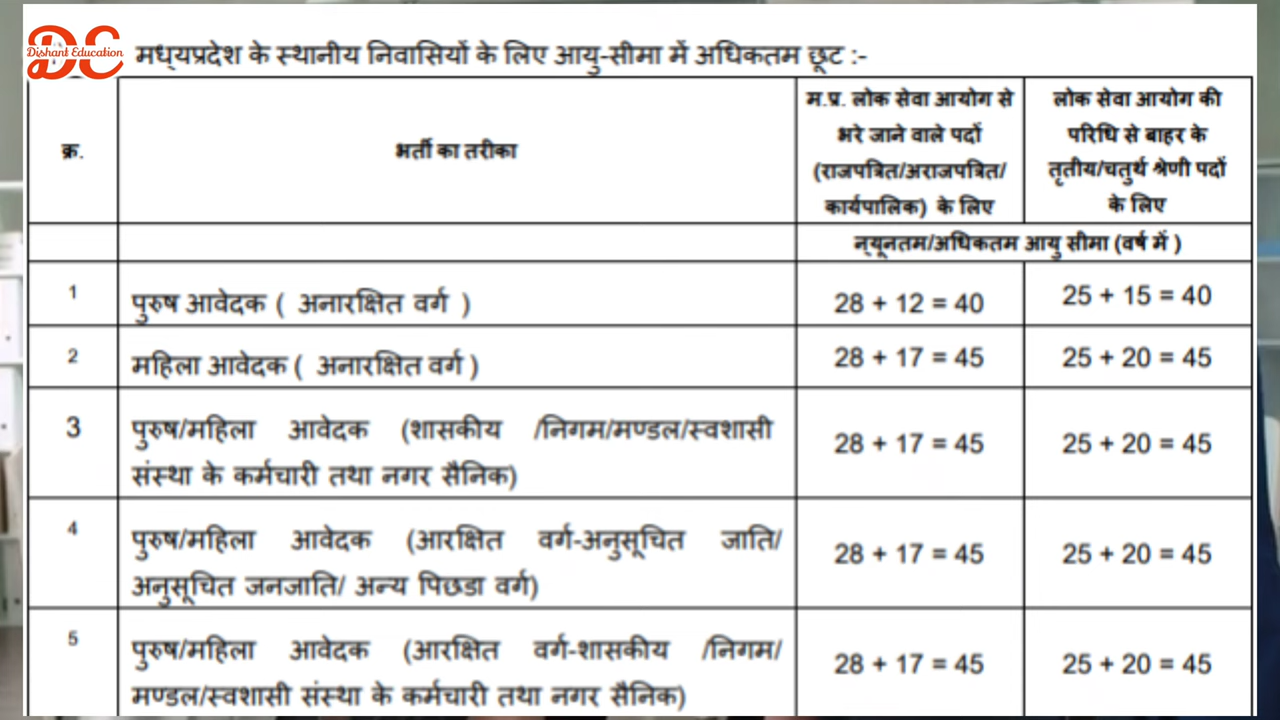 DC
Dishant Education
मध्यप्रदेश के स्थानीय निवासियों के लिए आयु-सीमा में अधिकतम छूट :-
क्र.
भर्ती का तरीका
म.प्र. लोक सेवा आयोग से
भरे जाने वाले पदों
(राजपत्रित/अराजपत्रित/
कार्यपालिक) के लिए
लोक सेवा आयोग की
परिधि से बाहर के
तृतीय/चतुर्थ श्रेणी पदों
के लिए
न्यूनतम/अधिकतम आयु सीमा (वर्ष में )
1
पुरुष आवेदक ( अनारक्षित वर्ग )
28 + 12 = 40
25 + 15 = 40
2
महिला आवेदक ( अनारक्षित वर्ग )
28 + 17 = 45
25 + 20 = 45
3
पुरुष/महिला आवेदक (शासकीय /निगम/मण्डल/स्वशासी
संस्था के कर्मचारी तथा नगर सैनिक)
28 + 17 = 45
25 + 20 = 45
4
पुरुष/महिला आवेदक (आरक्षित वर्ग-अनुसूचित जाति/
अनुसूचित जनजाति/ अन्य पिछडा वर्ग)
28 + 17 = 45
25 + 20 = 45
5
पुरुष/महिला आवेदक (आरक्षित वर्ग-शासकीय /निगम/
मण्डल/स्वशासी संस्था के कर्मचारी तथा नगर सैनिक)
28 + 17 = 45
25 + 20 = 45